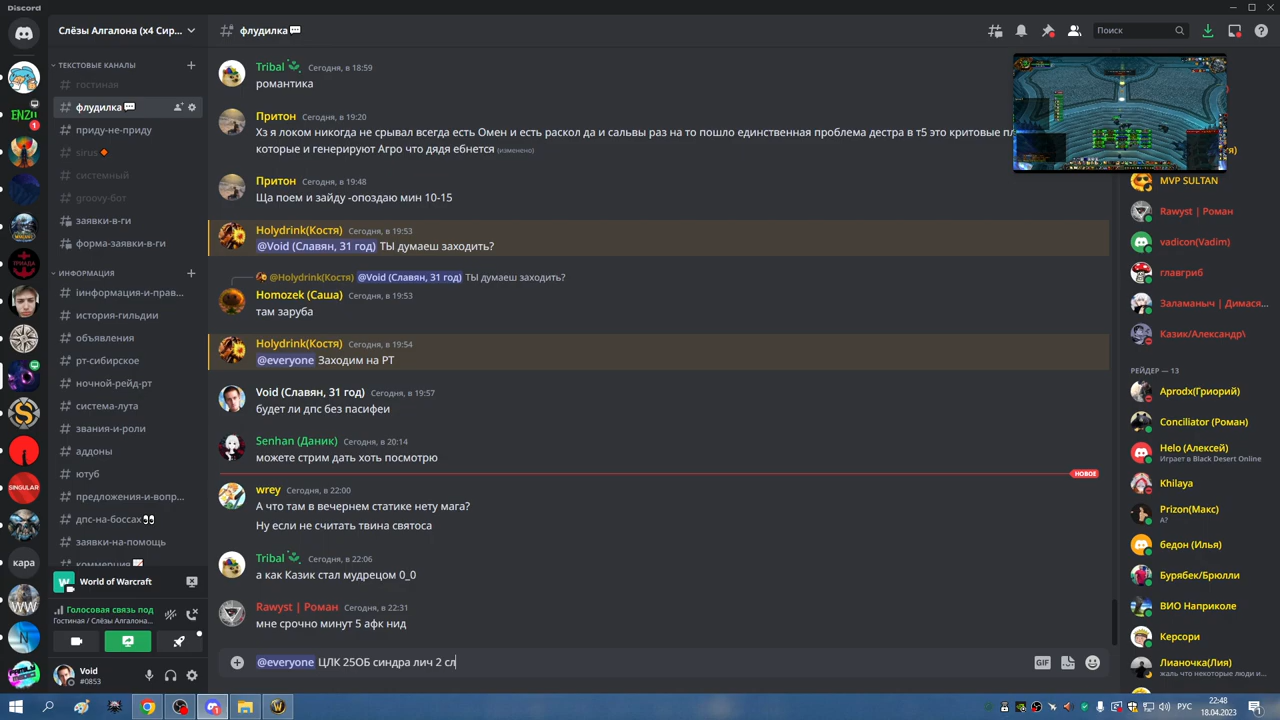 Discord
Слёзы Алгалона (x4 Сир...
флудилка
Поиск
ТЕКСТОВЫЕ КАНАЛЫ
гостиная
флудилка
приду-не-приду
sirus
системный
groovy-бот
заявки-в-ги
форма-заявки-в-ги
ИНФОРМАЦИЯ
іинформация-и-прав...
история-гильдии
объявления
рт-сибирское
ночной-рейд-рт
система-лута
звания-и-роли
аддоны
ютуб
предложения-и-вопр...
дпс-на-боссах
заявки-на-помощь
коммерция
World of Warcraft
Голосовая связь под
Гостиная / Слёзы Алгалона...
Void
#0853
ENZO
1
ТРИАДА
SINGULAR
кара
WW
N
Tribal Сегодня, в 18:59
романтика
Притон Сегодня, в 19:20
Хз я локом никогда не срывал всегда есть Омен и есть раскол да и сальвы раз на то пошло единственная проблема дестра в т5 это критовые
которые и генерируют Агро что дядя ебнется (изменено)
Притон Сегодня, в 19:48
Ща поем и зайду -опоздаю мин 10-15
Holydrink(Костя) Сегодня, в 19:53
@Void (Славян, 31 год) ТЫ думаеш заходить?
@Holydrink(Костя) @Void (Славян, 31 год) ТЫ думаеш заходить?
Homozek (Саша) Сегодня, в 19:53
там заруба
Holydrink(Костя) Сегодня, в 19:54
@everyone Заходим на РТ
Void (Славян, 31 год) Сегодня, в 19:57
будет ли дпс без пасифеи
Senhan (Даник) Сегодня, в 20:14
можете стрим дать хоть посмотрю
НОВОЕ
wrey Сегодня, в 22:00
А что там в вечернем статике нету мага?
Ну если не считать твина святоса
Tribal Сегодня, в 22:06
а как Казик стал мудрецом 0_0
Rawyst | Роман Сегодня, в 22:31
мне срочно минут 5 афк нид
@everyone ЦЛК 25ОБ синдра лич 2 сл
GIF
MVP SULTAN
Rawyst | Роман
vadicon(Vadim)
главгриб
Заламаныч | Димася...
Казик/Александр\
РЕЙДЕР — 13
Aprodx(Гриорий)
Conciliator (Роман)
Helo (Алексей)
Играет в Black Desert Online
Khilaya
Prizon(Макс)
A?
бедон (Илья)
Бурябек/Брюлли
ВИО Наприколе
Керсори
Лианочка(Лия)
жаль что некоторые люди и...
РУС
22:48
18.04.2023
1